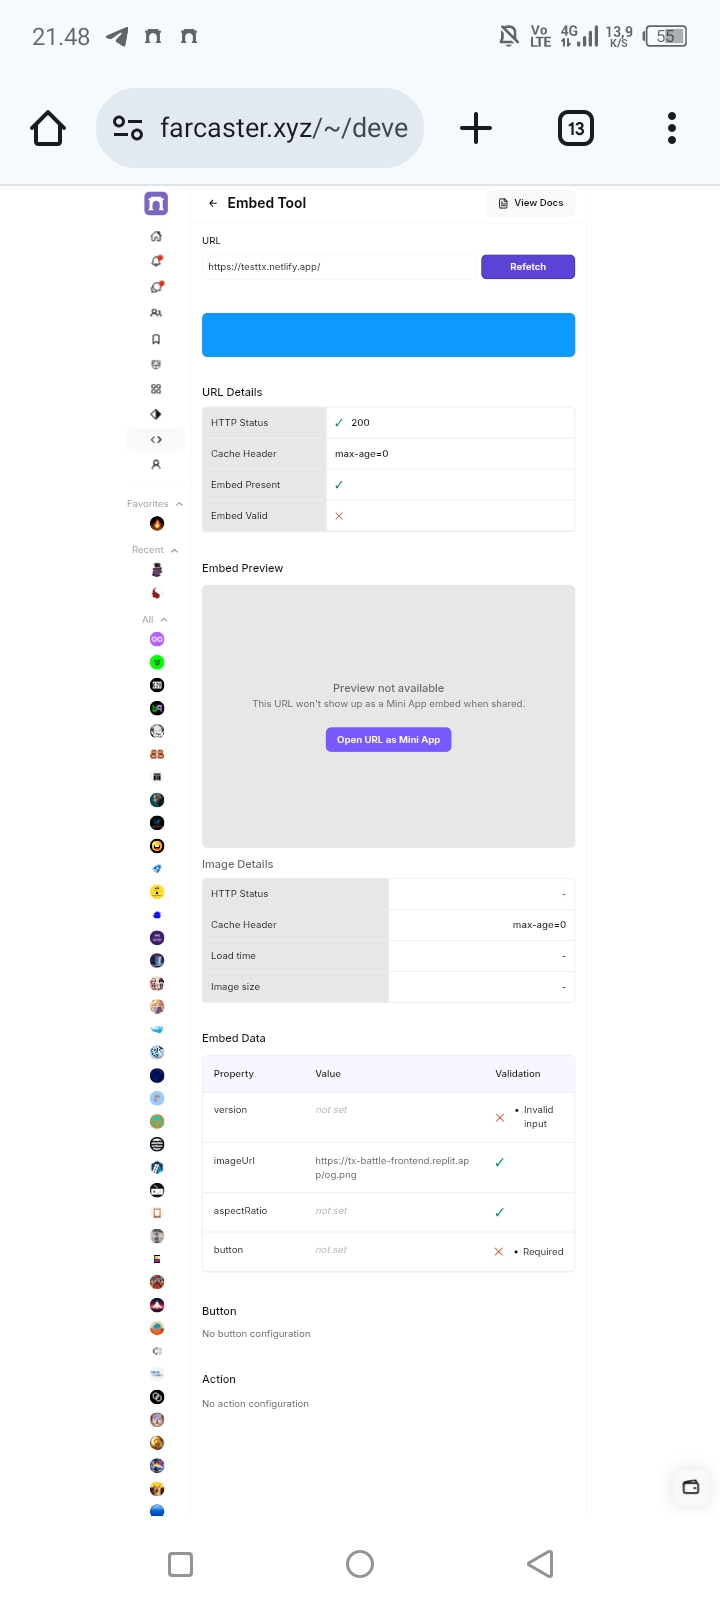 21.48
Vo
LTE
4G
13,9
K/S
55
farcaster.xyz/~/deve
13
Embed Tool
View Docs
URL
https://testtx.netlify.app/
Refetch
URL Details
HTTP Status
✓ 200
Cache Header
max-age=0
Embed Present
✓
Embed Valid
×
Favorites
Recent
All
Embed Preview
Preview not available
This URL won't show up as a Mini App embed when shared.
Open URL as Mini App
Image Details
HTTP Status
-
Cache Header
max-age=0
Load time
-
Image size
-
Embed Data
Property Value Validation
version not set × • Invalid
input
imageUrl https://tx-battle-frontend.replit.ap ✓
p/og.png
aspectRatio not set ✓
button not set × • Required
Button
No button configuration
Action
No action configuration